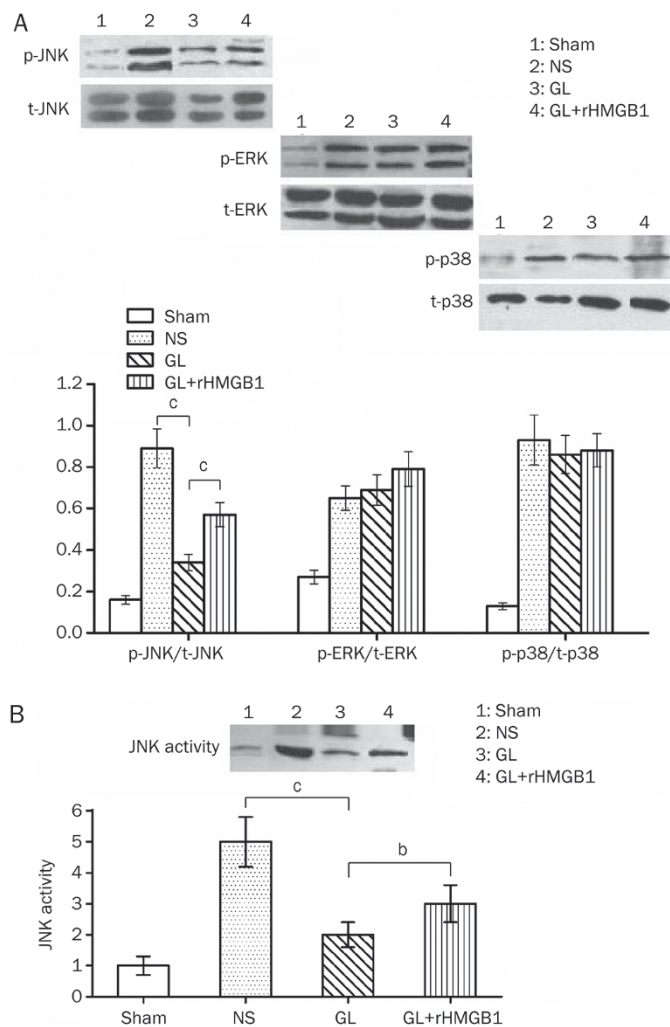 A
1 2 3 4
p-JNK
t-JNK
1: Sham
2: NS
3: GL
4: GL+rHMGB1
1 2 3 4
p-ERK
t-ERK
1 2 3 4
p-p38
t-p38
Sham
NS
GL
GL+rHMGB1
1.2
1.0
0.8
0.6
0.4
0.2
0.0
c
c
p-JNK/t-JNK p-ERK/t-ERK p-p38/t-p38
B
1 2 3 4
JNK activity
1: Sham
2: NS
3: GL
4: GL+rHMGB1
JNK activity
6
5
4
3
2
1
0
c
b
Sham NS GL GL+rHMGB1